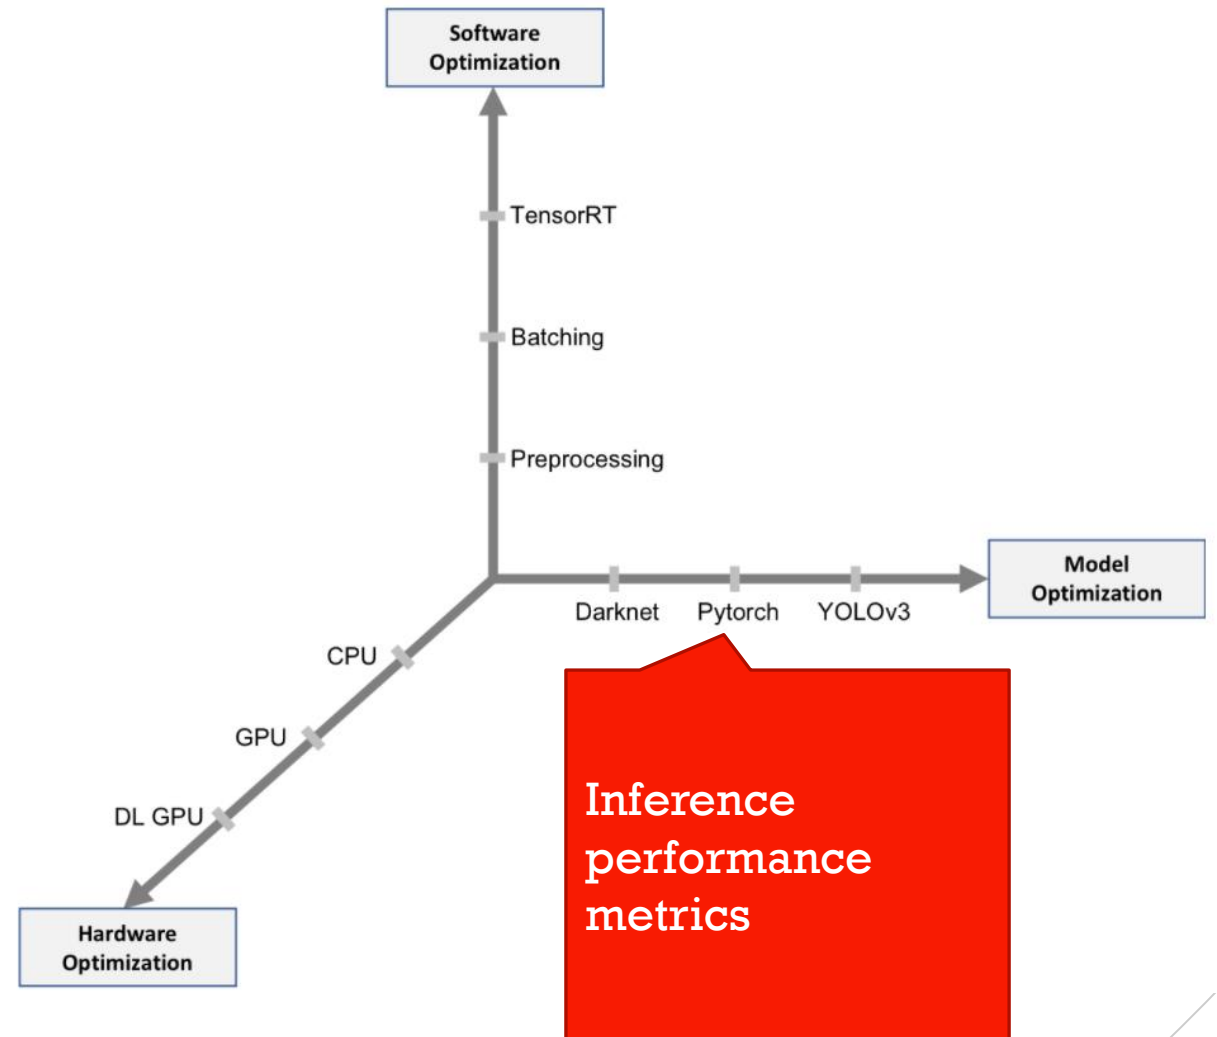 Software
Optimization
TensorRT
Batching
Preprocessing
Model
Optimization
Darknet
Pytorch
YOLOv3
CPU
GPU
DL GPU
Hardware
Optimization
Inference
performance
metrics